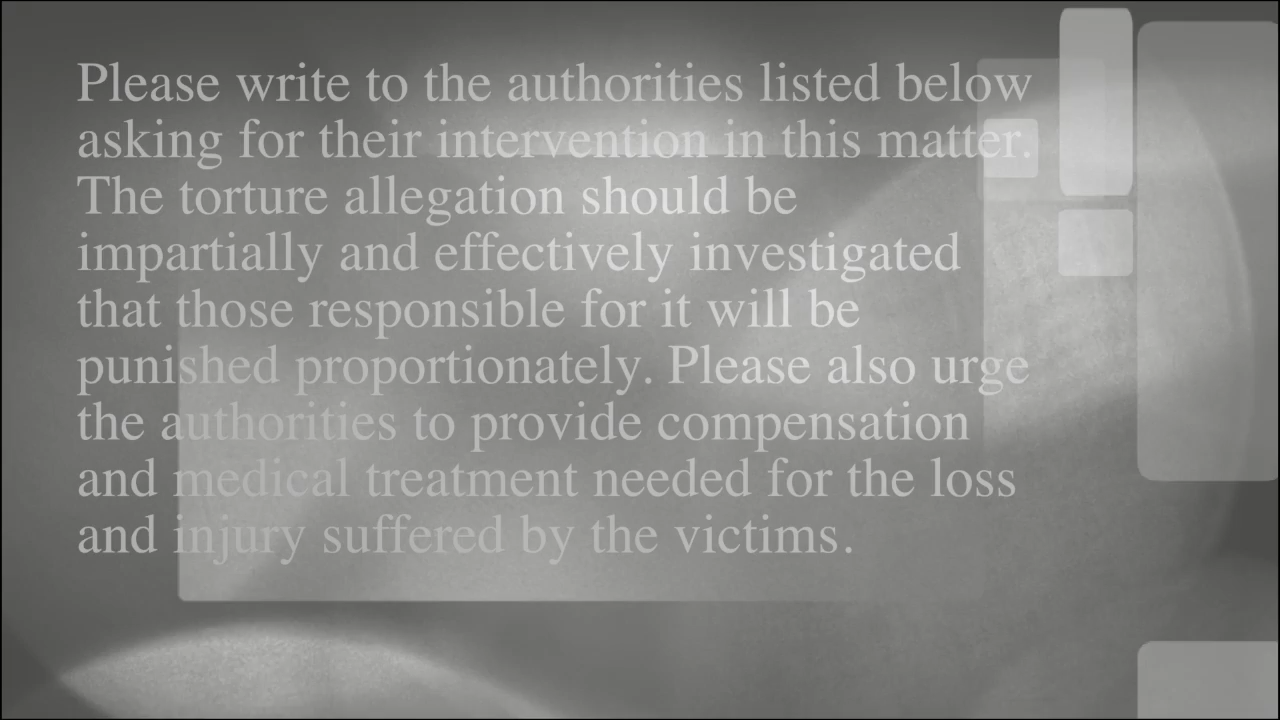 Please write to the authorities listed below
asking for their intervention in this matter.
The torture allegation should be
impartially and effectively investigated
that those responsible for it will be
punished proportionately. Please also urge
the authorities to provide compensation
and medical treatment needed for the loss
and injury suffered by the victims.